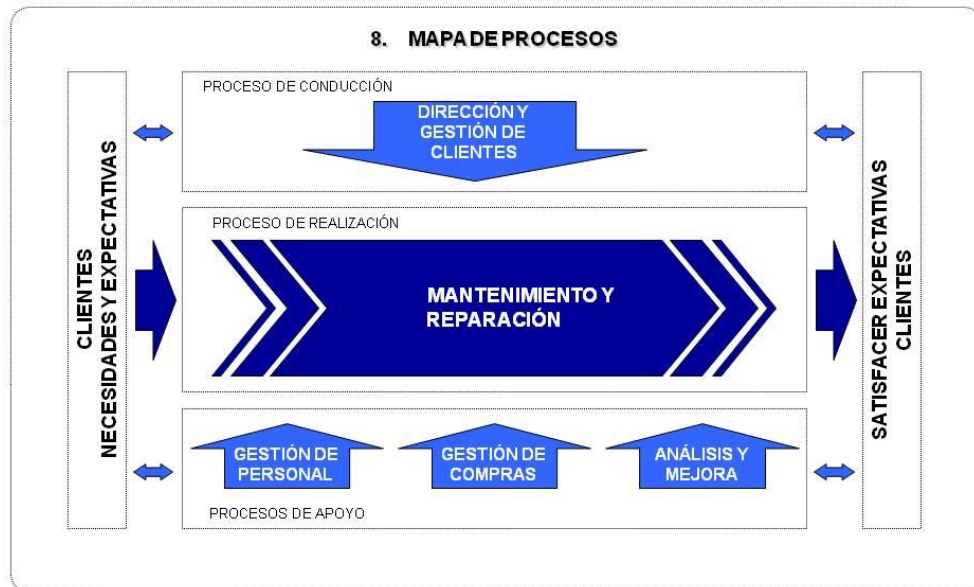 8. MAPA DE PROCESOS
CLIENTES
NECESIDADES Y EXPECTATIVAS
PROCESO DE CONDUCCIÓN
DIRECCIÓN Y
GESTIÓN DE
CLIENTES
PROCESO DE REALIZACIÓN
MANTENIMIENTO Y
REPARACIÓN
GESTIÓN DE
PERSONAL
GESTIÓN DE
COMPRAS
ANÁLISIS Y
MEJORA
PROCESOS DE APOYO
SATISFACER EXPECTATIVAS
CLIENTES